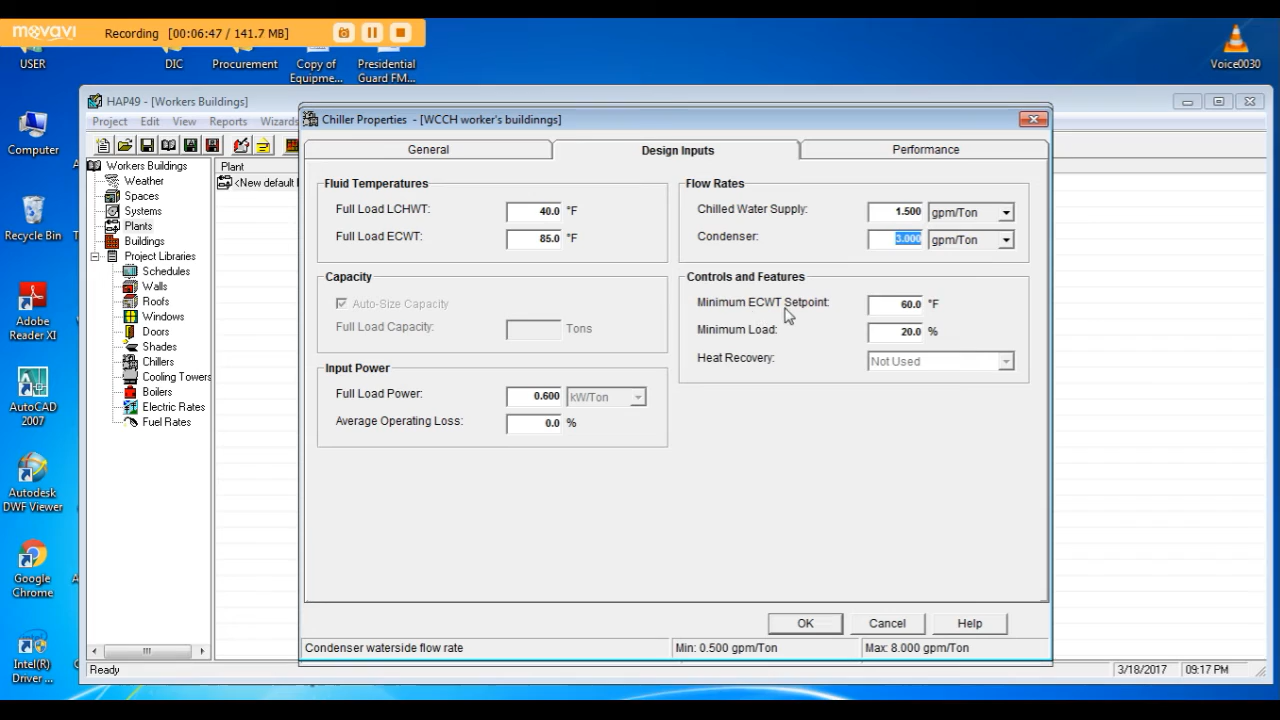 movavi Recording [00:06:47 / 141.7 MB]
USER
DIC
Procurement
Copy of Equipme...
Presidential Guard FM...
Voice0030
Computer
Recycle Bin
Adobe Reader XI
AutoCAD 2007
Autodesk DWF Viewer
Google Chrome
Intel(R) Driver ...
HAP49 - [Workers Buildings]
Project Edit View Reports Wizards
Workers Buildings
Weather
Spaces
Systems
Plants
Buildings
Project Libraries
Schedules
Walls
Roofs
Windows
Doors
Shades
Chillers
Cooling Towers
Boilers
Electric Rates
Fuel Rates
Plant
<New default
Chiller Properties - [WCCH worker's buildinngs]
General Design Inputs Performance
Fluid Temperatures
Full Load LCHWT: 40.0 °F
Full Load ECWT: 85.0 °F
Capacity
Auto-Size Capacity
Full Load Capacity: Tons
Input Power
Full Load Power: 0.600 kW/Ton
Average Operating Loss: 0.0 %
Flow Rates
Chilled Water Supply: 1.500 gpm/Ton
Condenser: 3.000 gpm/Ton
Controls and Features
Minimum ECWT Setpoint: 60.0 °F
Minimum Load: 20.0 %
Heat Recovery: Not Used
OK Cancel Help
Condenser waterside flow rate Min: 0.500 gpm/Ton Max: 8.000 gpm/Ton
Ready 3/18/2017 09:17 PM